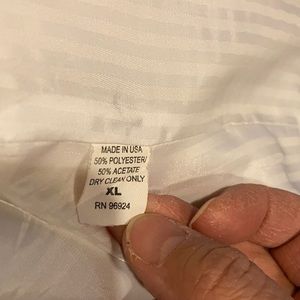 MADE IN USA
50% POLYESTER/
50% ACETATE
DRY CLEAN ONLY
XL
RN 96924